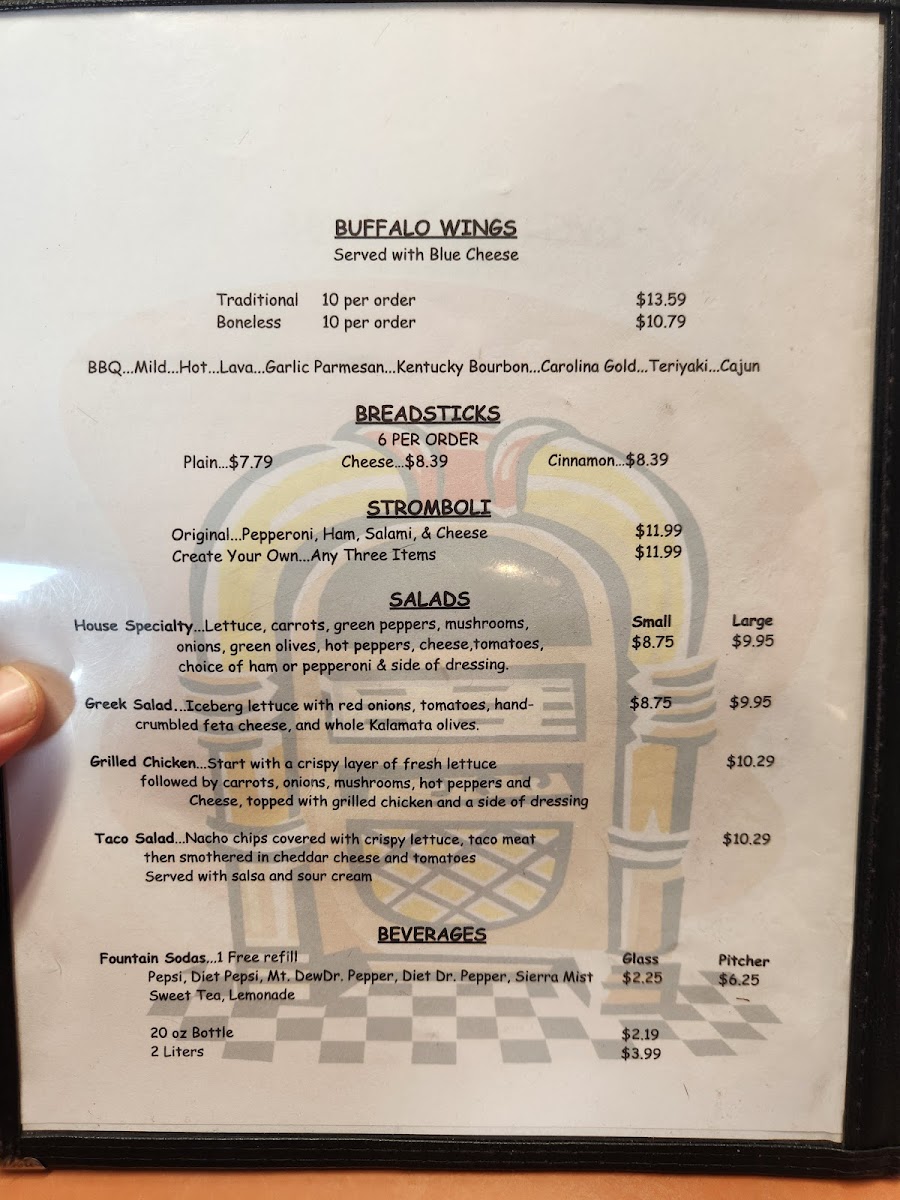 BUFFALO WINGS
Served with Blue Cheese
Traditional 10 per order $13.59
Boneless 10 per order $10.79
BBQ...Mild...Hot...Lava...Garlic Parmesan...Kentucky Bourbon...Carolina Gold...Teriyaki...Cajun
BREADSTICKS
6 PER ORDER
Plain...$7.79 Cheese...$8.39 Cinnamon...$8.39
STROMBOLI
Original...Pepperoni, Ham, Salami, & Cheese $11.99
Create Your Own...Any Three Items $11.99
SALADS
House Specialty...Lettuce, carrots, green peppers, mushrooms, Small Large
onions, green olives, hot peppers, cheese,tomatoes, $8.75 $9.95
choice of ham or pepperoni & side of dressing.
Greek Salad...Iceberg lettuce with red onions, tomatoes, hand- $8.75 $9.95
crumbled feta cheese, and whole Kalamata olives.
Grilled Chicken...Start with a crispy layer of fresh lettuce $10.29
followed by carrots, onions, mushrooms, hot peppers and
Cheese, topped with grilled chicken and a side of dressing
Taco Salad...Nacho chips covered with crispy lettuce, taco meat $10.29
then smothered in cheddar cheese and tomatoes
Served with salsa and sour cream
BEVERAGES
Fountain Sodas...1 Free refill Glass Pitcher
Pepsi, Diet Pepsi, Mt. DewDr. Pepper, Diet Dr. Pepper, Sierra Mist $2.25 $6.25
Sweet Tea, Lemonade
20 oz Bottle $2.19
2 Liters $3.99